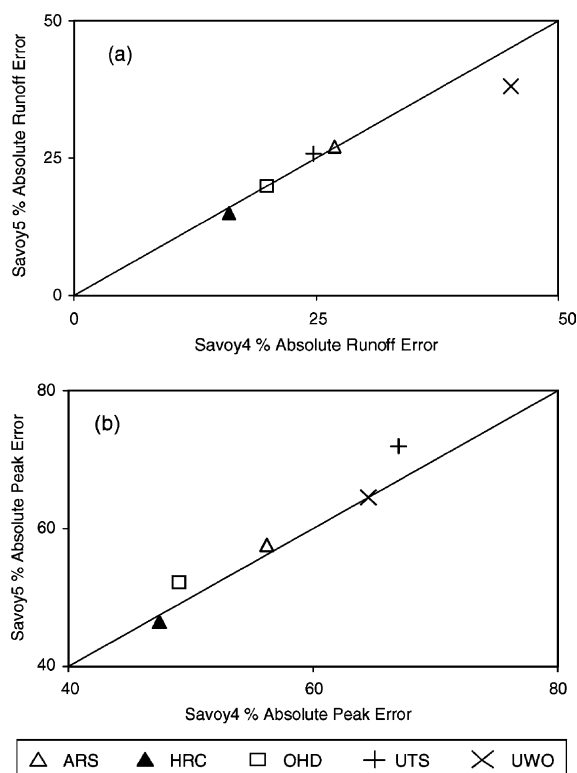 50
(a)
25
0
0
25
50
Savoy5 % Absolute Runoff Error
Savoy4 % Absolute Runoff Error
80
(b)
60
40
40
60
80
Savoy5 % Absolute Peak Error
Savoy4 % Absolute Peak Error
ARS HRC OHD UTS UWO